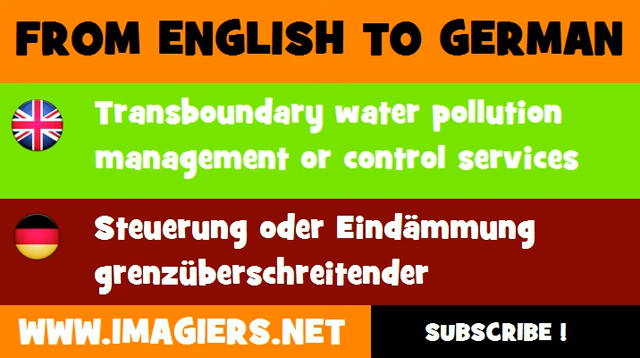 FROM ENGLISH TO GERMAN
Transboundary water pollution
management or control services
Steuerung oder Eindämmung
grenzüberschreitender
WWW.IMAGIERS.NET
SUBSCRIBE !